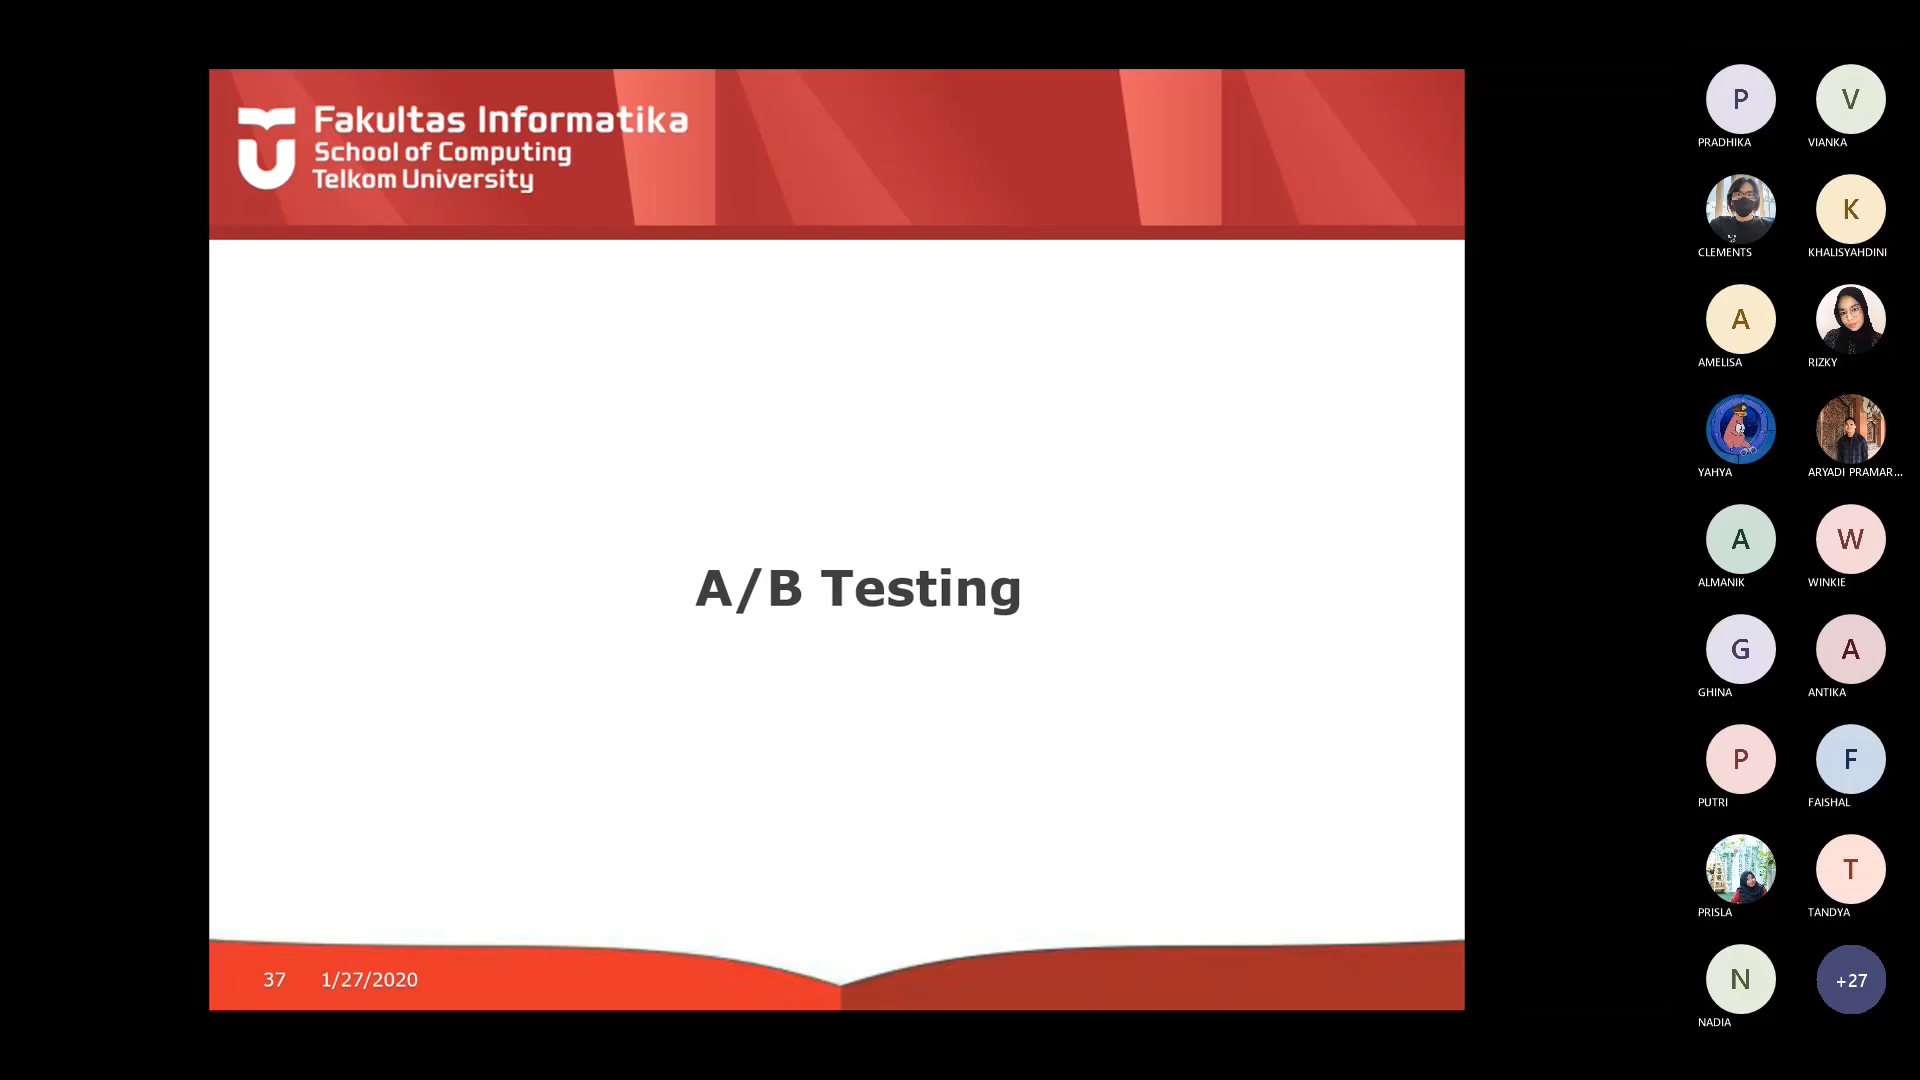 Fakultas Informatika
School of Computing
Telkom University
A/B Testing
37 1/27/2020
P V
PRADHIKA VIANKA
K
CLEMENTS KHALISYAHDINI
A
AMELISA RIZKY
YAHYA ARYADI PRAMAR...
A W
ALMANIK WINKIE
G A
GHINA ANTIKA
P F
PUTRI FAISHAL
T
PRISLA TANDYA
N +27
NADIA